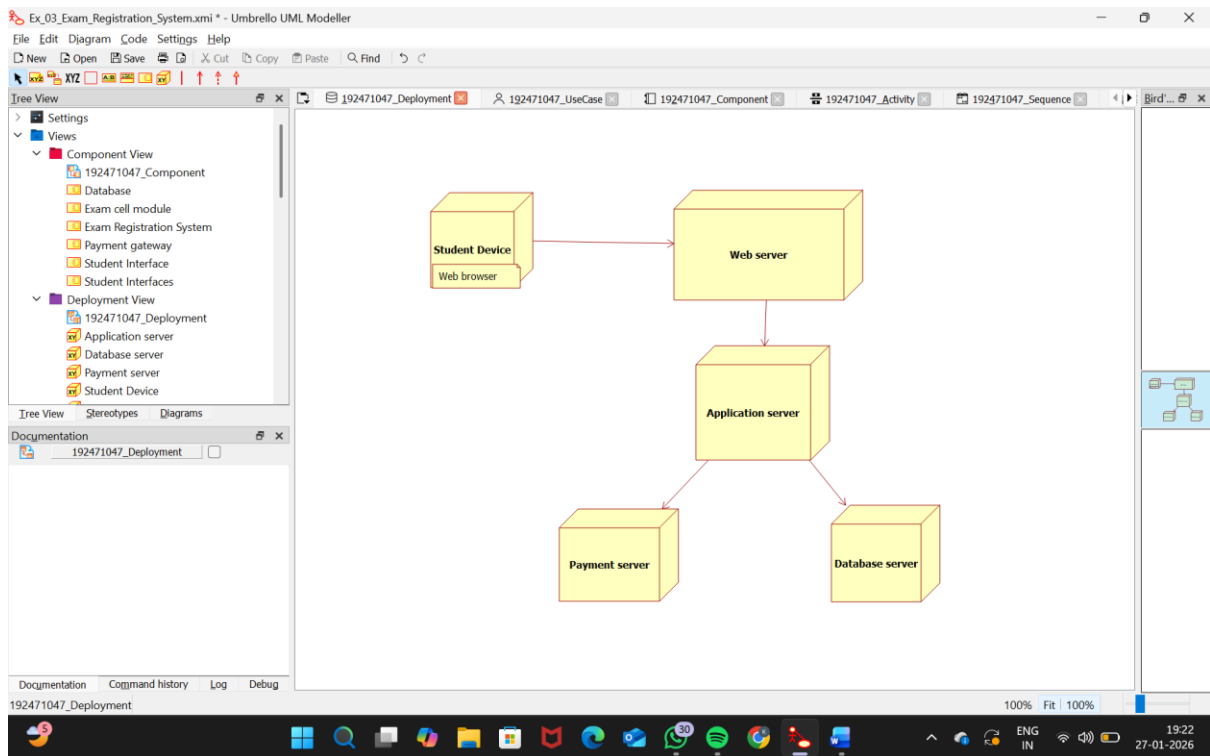 Ex_03_Exam_Registration_System.xmi * - Umbrello UML Modeller
File Edit Diagram Code Settings Help
New Open Save Cut Copy Paste Find
XYZ
Tree View
192471047_Deployment 192471047_UseCase 192471047_Component 192471047_Activity 192471047_Sequence
Bird'...
Settings
Views
Component View
192471047_Component
Database
Exam cell module
Exam Registration System
Payment gateway
Student Interface
Student Interfaces
Deployment View
192471047_Deployment
Application server
Database server
Payment server
Student Device
Tree View Stereotypes Diagrams
Documentation
192471047_Deployment
Student Device
Web browser
Web server
Application server
Payment server
Database server
Documentation Command history Log Debug
192471047_Deployment
100% Fit 100%
5
30
ENG
IN
19:22
27-01-2026